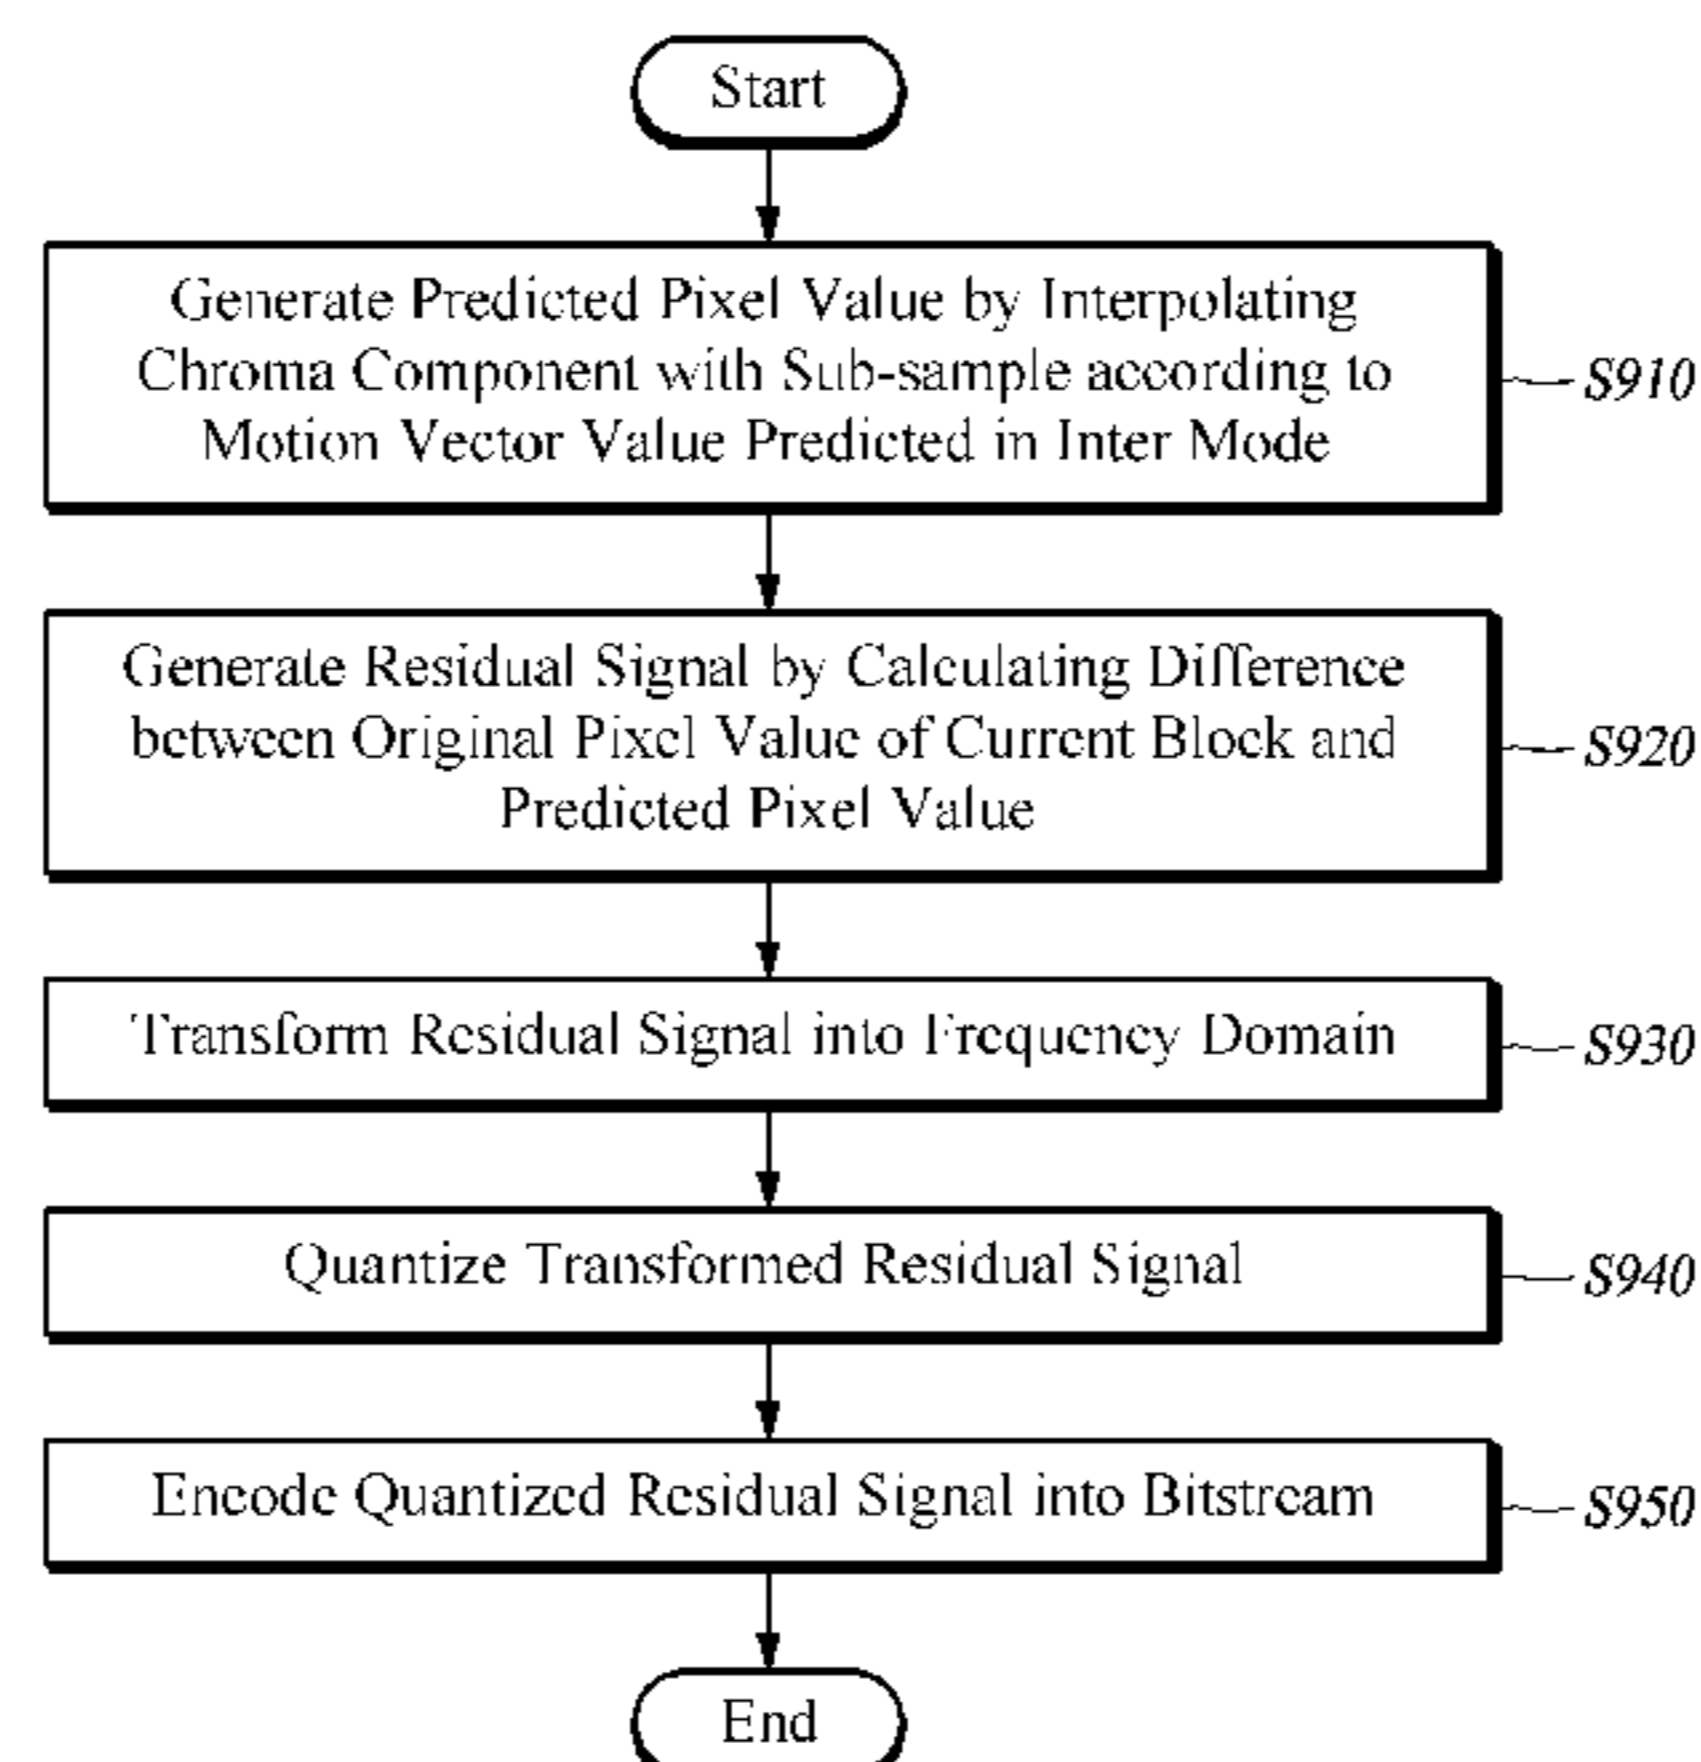 Start
Generate Predicted Pixel Value by Interpolating
Chroma Component with Sub-sample according to
Motion Vector Value Predicted in Inter Mode
S910
Generate Residual Signal by Calculating Difference
between Original Pixel Value of Current Block and
Predicted Pixel Value
S920
Transform Residual Signal into Frequency Domain
S930
Quantize Transformed Residual Signal
S940
Encode Quantized Residual Signal into Bitstream
S950
End